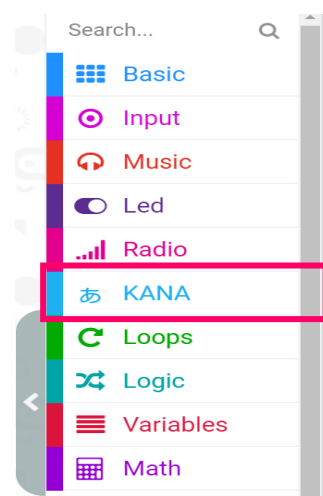 Search...
Basic
Input
Music
Led
Radio
あ KANA
Loops
Logic
Variables
Math